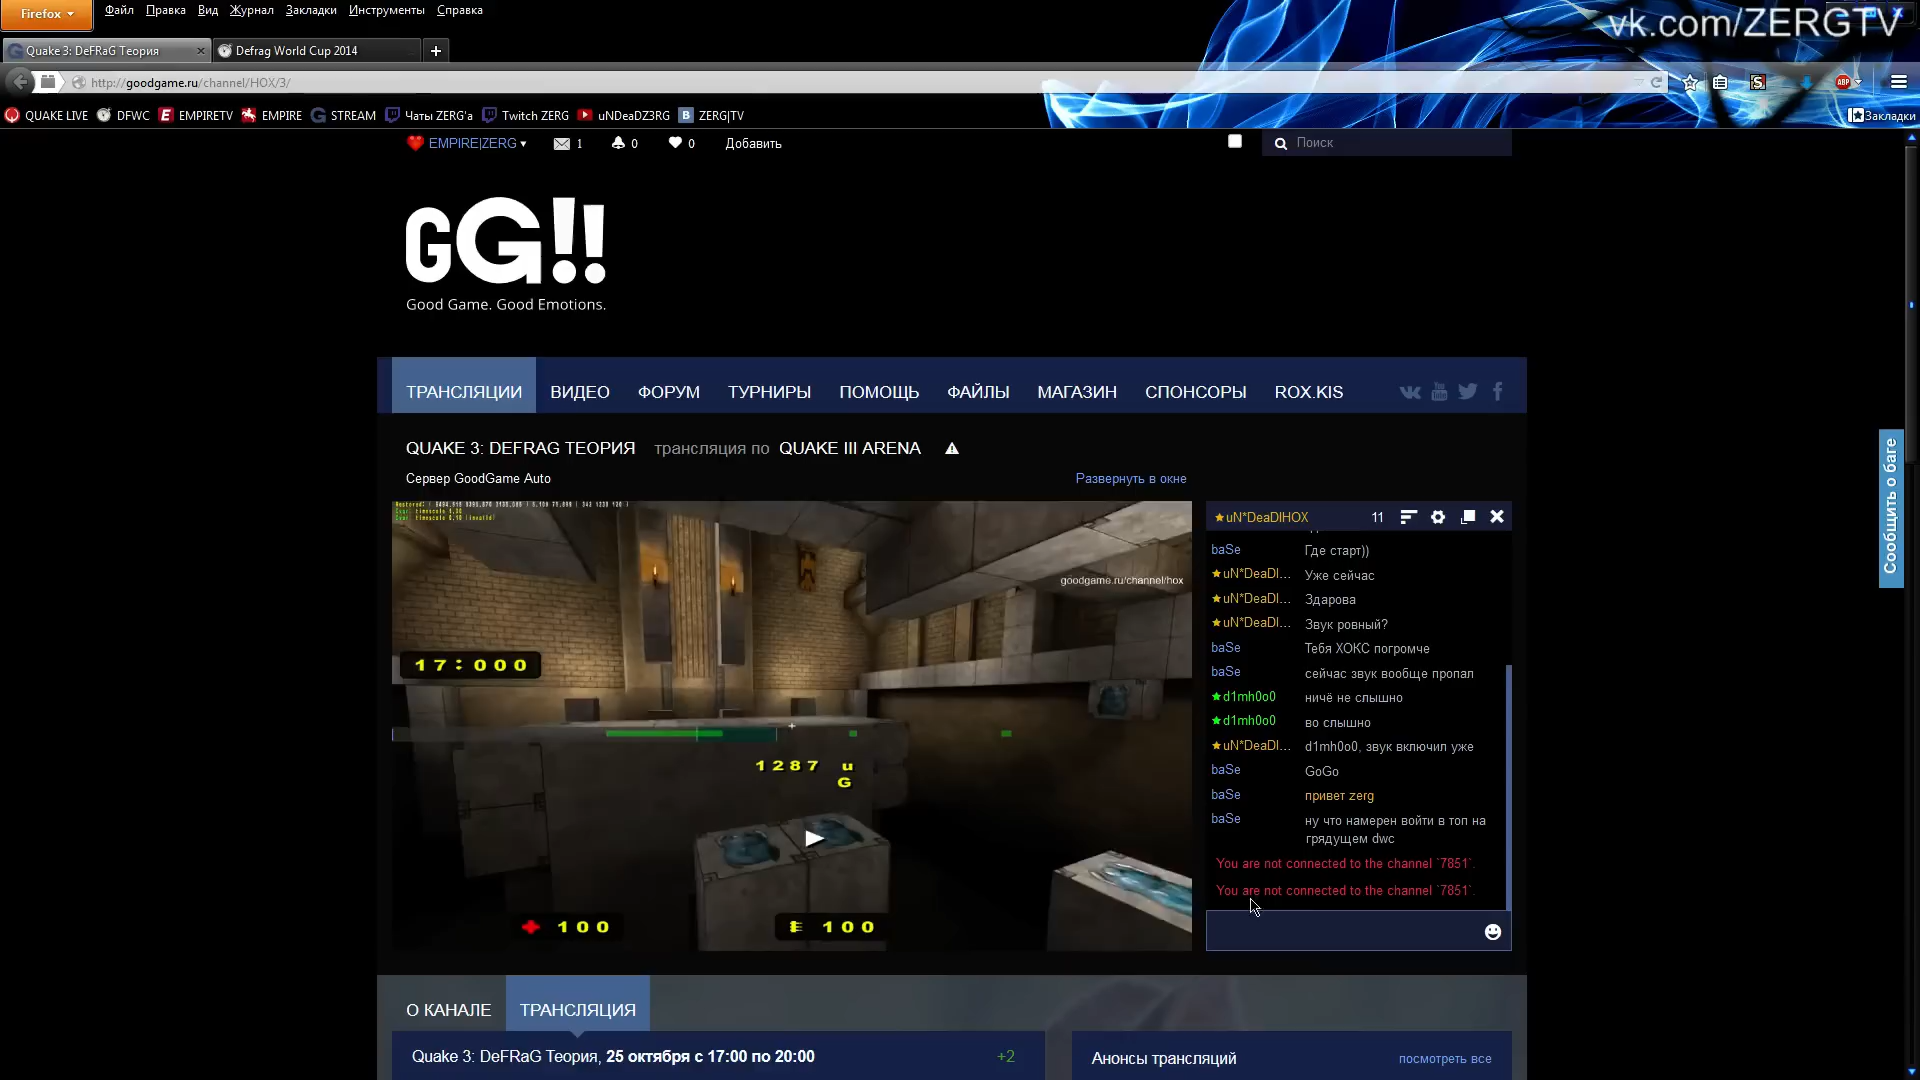 Firefox
Файл Правка Вид Журнал Закладки Инструменты Справка
vk.com/ZERGTV
Quake 3: DeFRaG Теория
Defrag World Cup 2014
http://goodgame.ru/channel/HOX/3/
QUAKE LIVE DFWC EMPIRETV EMPIRE STREAM Чаты ZERG'a Twitch ZERG uNDeaDZ3RG ZERG|TV
Закладки
EMPIRE|ZERG 1 0 0 Добавить
Поиск
GG!!
Good Game. Good Emotions.
ТРАНСЛЯЦИИ ВИДЕО ФОРУМ ТУРНИРЫ ПОМОЩЬ ФАЙЛЫ МАГАЗИН СПОНСОРЫ ROX.KIS
QUAKE 3: DEFRAG ТЕОРИЯ трансляция по QUAKE III ARENA
Сервер GoodGame Auto
Развернуть в окне
goodgame.ru/channel/hox
17:000
1287 u
G
100
100
uN*DeaDIHOX 11
baSe Где старт))
uN*DeaDI... Уже сейчас
uN*DeaDI... Здарова
uN*DeaDI... Звук ровный?
baSe Тебя ХОКС погромче
baSe сейчас звук вообще пропал
d1mh0o0 ничё не слышно
d1mh0o0 во слышно
uN*DeaDI... d1mh0o0, звук включил уже
baSe GoGo
baSe привет zerg
baSe ну что намерен войти в топ на
грядущем dwc
You are not connected to the channel `7851`.
You are not connected to the channel `7851`.
Сообщить о баге
О КАНАЛЕ ТРАНСЛЯЦИЯ
Quake 3: DeFRaG Теория, 25 октября с 17:00 по 20:00 +2
Анонсы трансляций посмотреть все